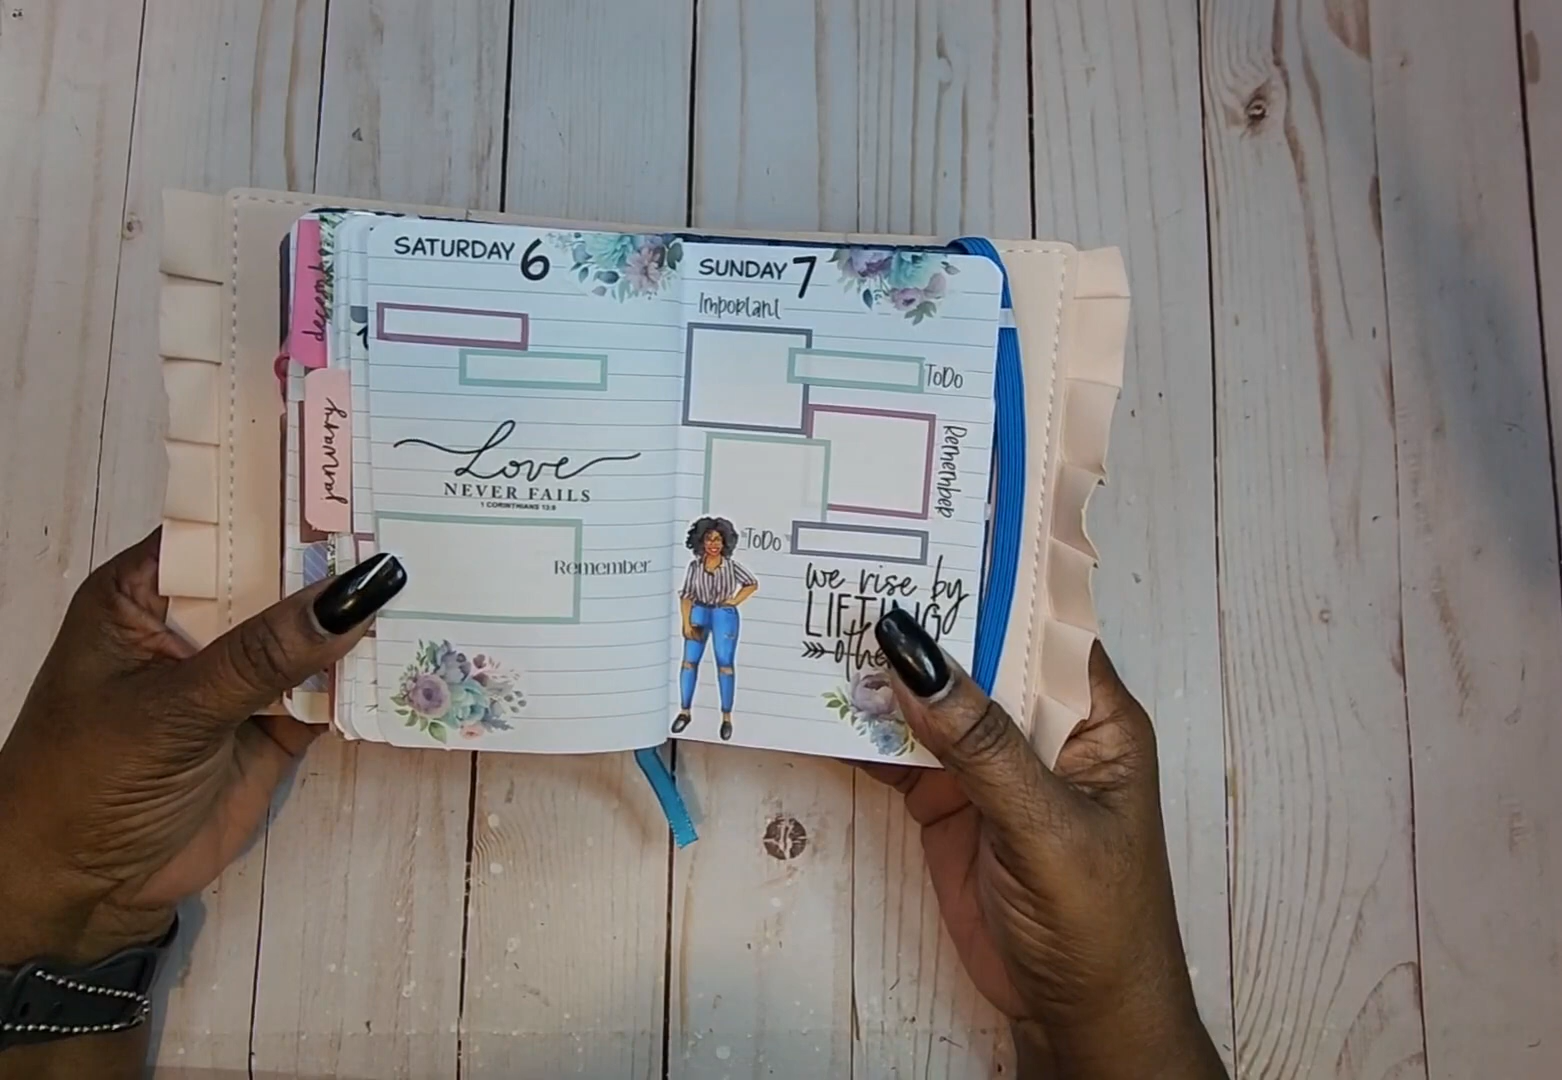 december
journal
SATURDAY 6
Love
NEVER FAILS
1 CORINTHIANS 13:8
Remember
SUNDAY 7
Important
ToDo
Remember
ToDo
we rise by
LIFTING